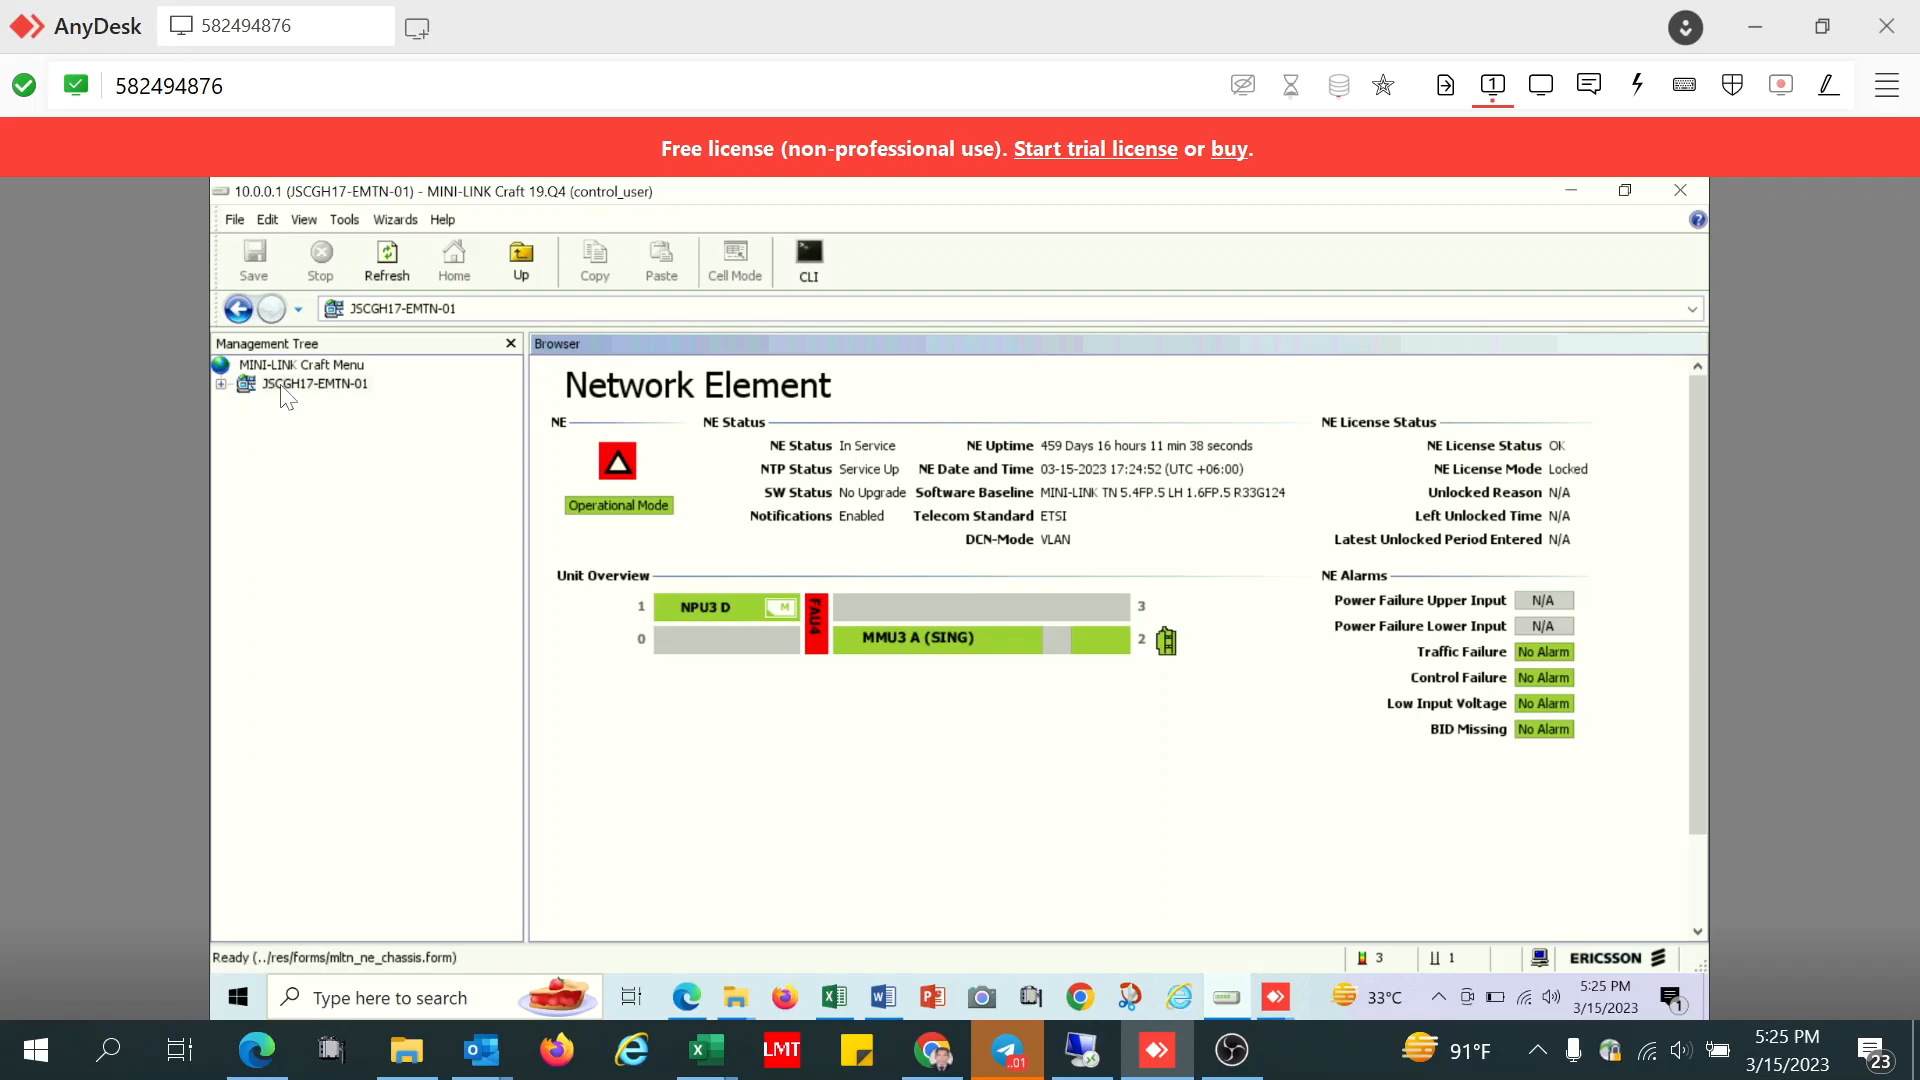 AnyDesk
582494876
582494876
1
Free license (non-professional use). Start trial license or buy.
10.0.0.1 (JSCGH17-EMTN-01) - MINI-LINK Craft 19.Q4 (control_user)
File Edit View Tools Wizards Help
Save Stop Refresh Home Up Copy Paste Cell Mode CLI
JSCGH17-EMTN-01
Management Tree
MINI-LINK Craft Menu
JSCGH17-EMTN-01
Browser
Network Element
NE
Operational Mode
NE Status
NE Status In Service NE Uptime 459 Days 16 hours 11 min 38 seconds
NTP Status Service Up NE Date and Time 03-15-2023 17:24:52 (UTC +06:00)
SW Status No Upgrade Software Baseline MINI-LINK TN 5.4FP.5 LH 1.6FP.5 R33G124
Notifications Enabled Telecom Standard ETSI
DCN-Mode VLAN
NE License Status
NE License Status OK
NE License Mode Locked
Unlocked Reason N/A
Left Unlocked Time N/A
Latest Unlocked Period Entered N/A
Unit Overview
1 NPU3 D M FAU4 3
0 MMU3 A (SING) 2
NE Alarms
Power Failure Upper Input N/A
Power Failure Lower Input N/A
Traffic Failure No Alarm
Control Failure No Alarm
Low Input Voltage No Alarm
BID Missing No Alarm
Ready (../res/forms/mltn_ne_chassis.form)
3 1 ERICSSON
Type here to search
33°C
5:25 PM
3/15/2023
1
LMT
..01
91°F
5:25 PM
3/15/2023
23